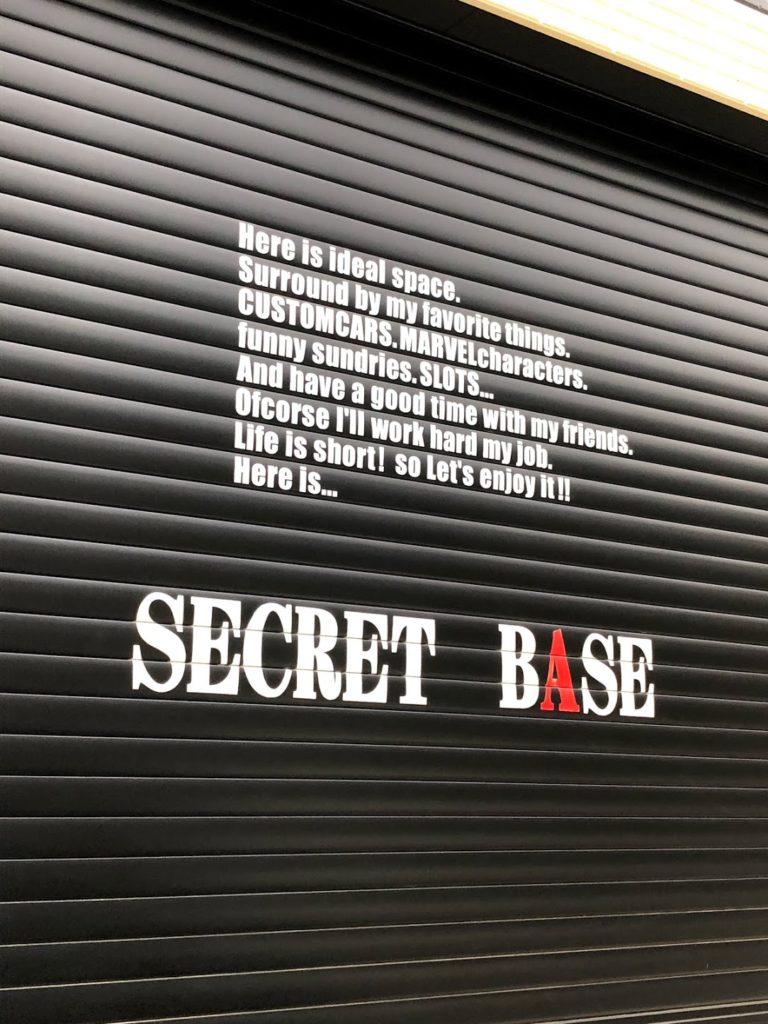 Here is ideal space.
Surround by my favorite things.
CUSTOMCARS. MARVELcharacters.
funny sundries. SLOTS...
And have a good time with my friends.
Ofcorse I'll work hard my job.
Life is short! so Let's enjoy it!!
Here is...
SECRET BASE